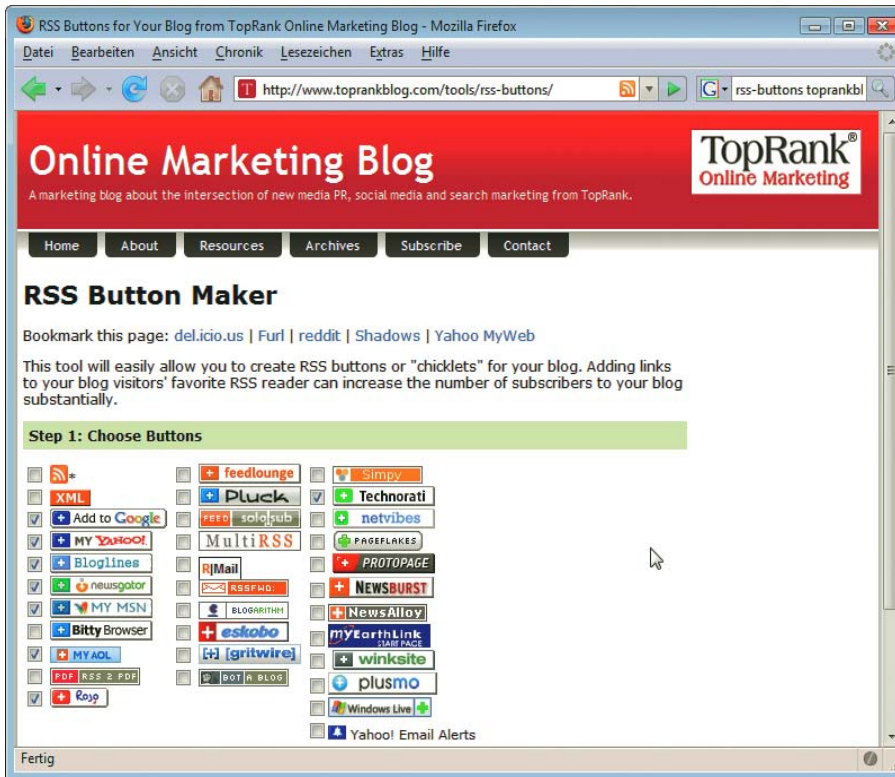 RSS Buttons for Your Blog from TopRank Online Marketing Blog - Mozilla Firefox
Datei Bearbeiten Ansicht Chronik Lesezeichen Extras Hilfe
T http://www.toprankblog.com/tools/rss-buttons/ G rss-buttons toprankbl
Online Marketing Blog
A marketing blog about the intersection of new media PR, social media and search marketing from TopRank.
TopRank®
Online Marketing
Home About Resources Archives Subscribe Contact
RSS Button Maker
Bookmark this page: del.icio.us | Furl | reddit | Shadows | Yahoo MyWeb
This tool will easily allow you to create RSS buttons or "chicklets" for your blog. Adding links
to your blog visitors' favorite RSS reader can increase the number of subscribers to your blog
substantially.
Step 1: Choose Buttons
*
XML
Add to Google
MY YAHOO!
Bloglines
newsgator
MY MSN
Bitty Browser
MY AOL
PDF RSS 2 PDF
Rojo
feedlounge
Pluck
FEED solo|sub
MultiRSS
R|Mail
RSSFWD:
BLOGARITHM
eskobo
[+] [gritwire]
BOT A BLOG
Simpy
Technorati
netvibes
PAGEFLAKES
PROTOPAGE
NEWSBURST
NewsAlloy
myEarthLink
START PAGE
winksite
plusmo
Windows Live
Yahoo! Email Alerts
Fertig